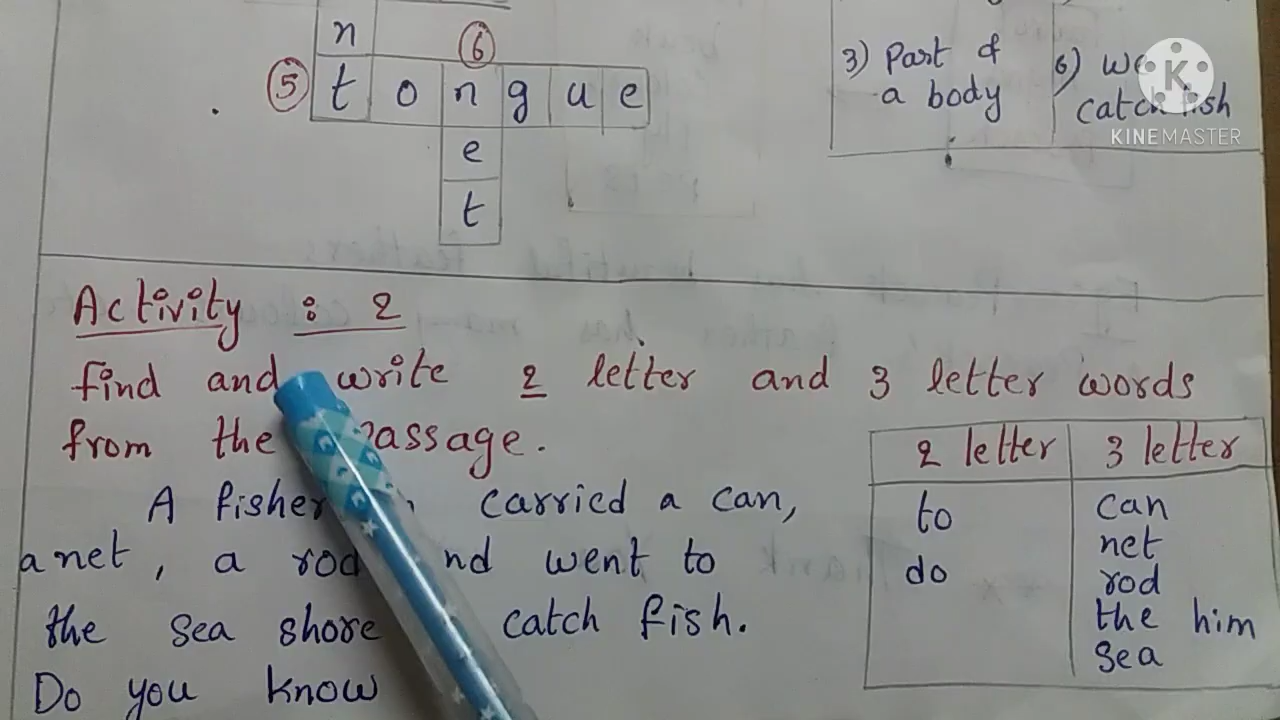 n
6
5 t o n g u e
e
t
3) Part of
a body
6) We
catch fish
KINEMASTER
Activity : 2
Find and write 2 letter and 3 letter words
from the passage.
A carried a can,
a net, a rod and went to
the sea shore catch fish.
Do you know
2 letter 3 letter
to can
do net
rod
the him
sea